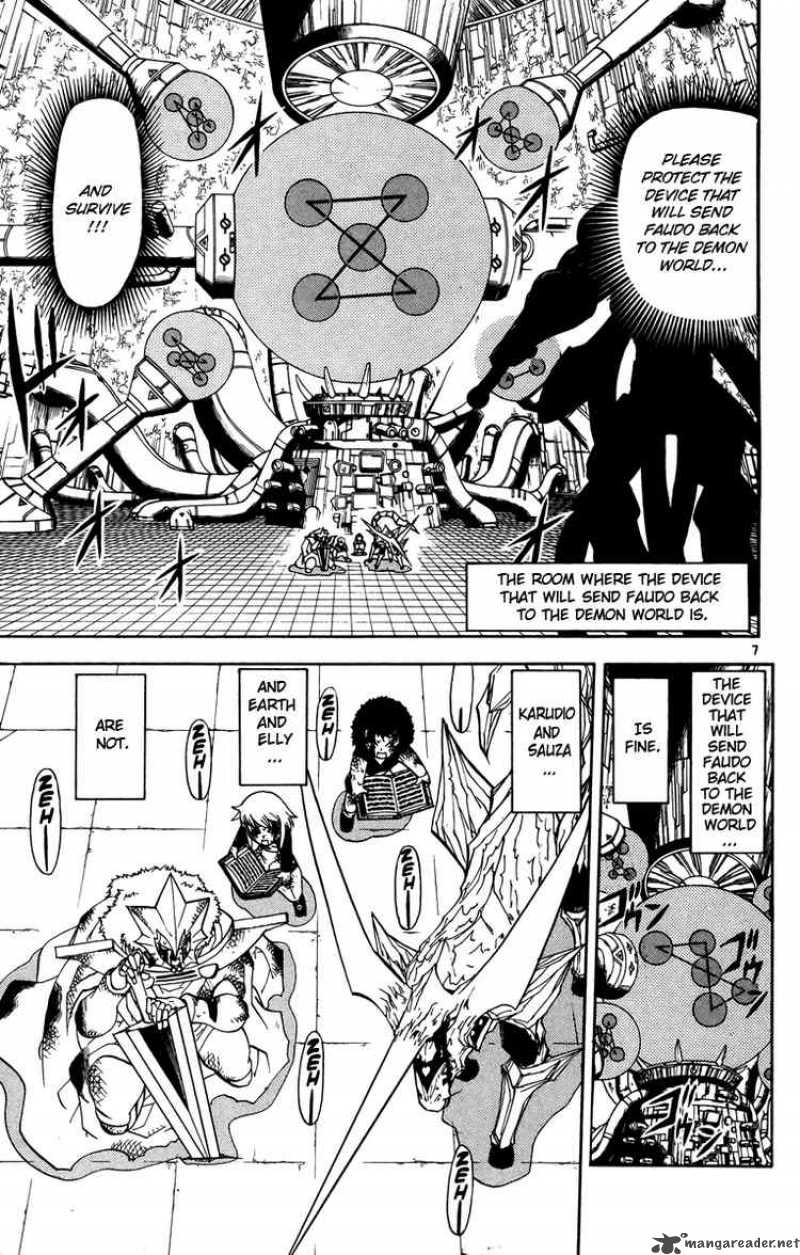 PLEASE
PROTECT THE
DEVICE THAT
WILL SEND
FAUDO BACK
TO THE DEMON
WORLD...
AND
SURVIVE
!!!
THE ROOM WHERE THE DEVICE
THAT WILL SEND FAUDO BACK
TO THE DEMON WORLD IS.
7
THE
DEVICE
THAT
WILL
SEND
FAUDO
BACK
TO THE
DEMON
WORLD
...
IS
FINE.
ゴゴ
KARUDIO
AND
SAUZA
...
AND
EARTH
AND
ELLY
...
ARE
NOT.
ZEH
ZEH
ZEH
ZEH
ZEH
ZEH
ZEH
mangareader.net